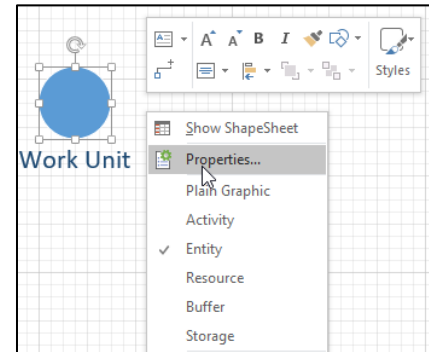 A A B I
Styles
Show ShapeSheet
Work Unit
Properties...
Plain Graphic
Activity
Entity
Resource
Buffer
Storage